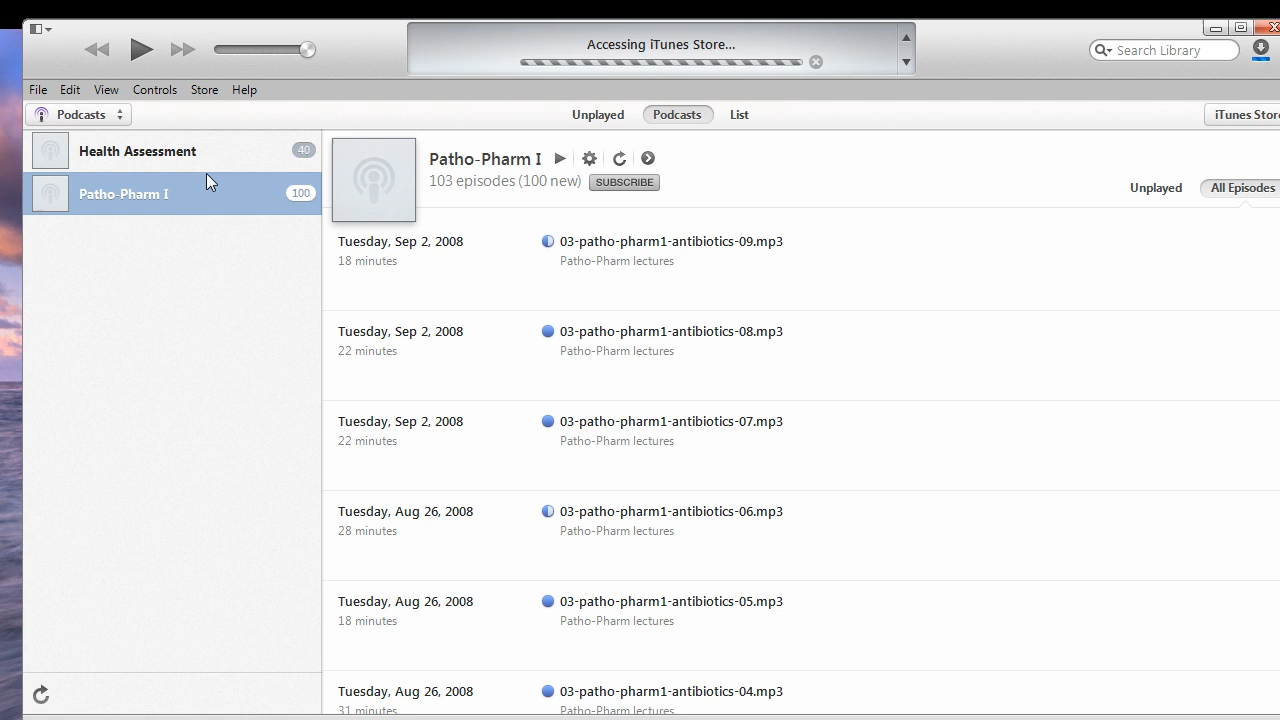 Accessing iTunes Store...
Search Library
File Edit View Controls Store Help
Podcasts
Unplayed Podcasts List
iTunes Store
Health Assessment 40
Patho-Pharm I 100
Patho-Pharm I
103 episodes (100 new) SUBSCRIBE
Unplayed All Episodes
Tuesday, Sep 2, 2008 03-patho-pharm1-antibiotics-09.mp3
18 minutes Patho-Pharm lectures
Tuesday, Sep 2, 2008 03-patho-pharm1-antibiotics-08.mp3
22 minutes Patho-Pharm lectures
Tuesday, Sep 2, 2008 03-patho-pharm1-antibiotics-07.mp3
22 minutes Patho-Pharm lectures
Tuesday, Aug 26, 2008 03-patho-pharm1-antibiotics-06.mp3
28 minutes Patho-Pharm lectures
Tuesday, Aug 26, 2008 03-patho-pharm1-antibiotics-05.mp3
18 minutes Patho-Pharm lectures
Tuesday, Aug 26, 2008 03-patho-pharm1-antibiotics-04.mp3
31 minutes Patho-Pharm lectures